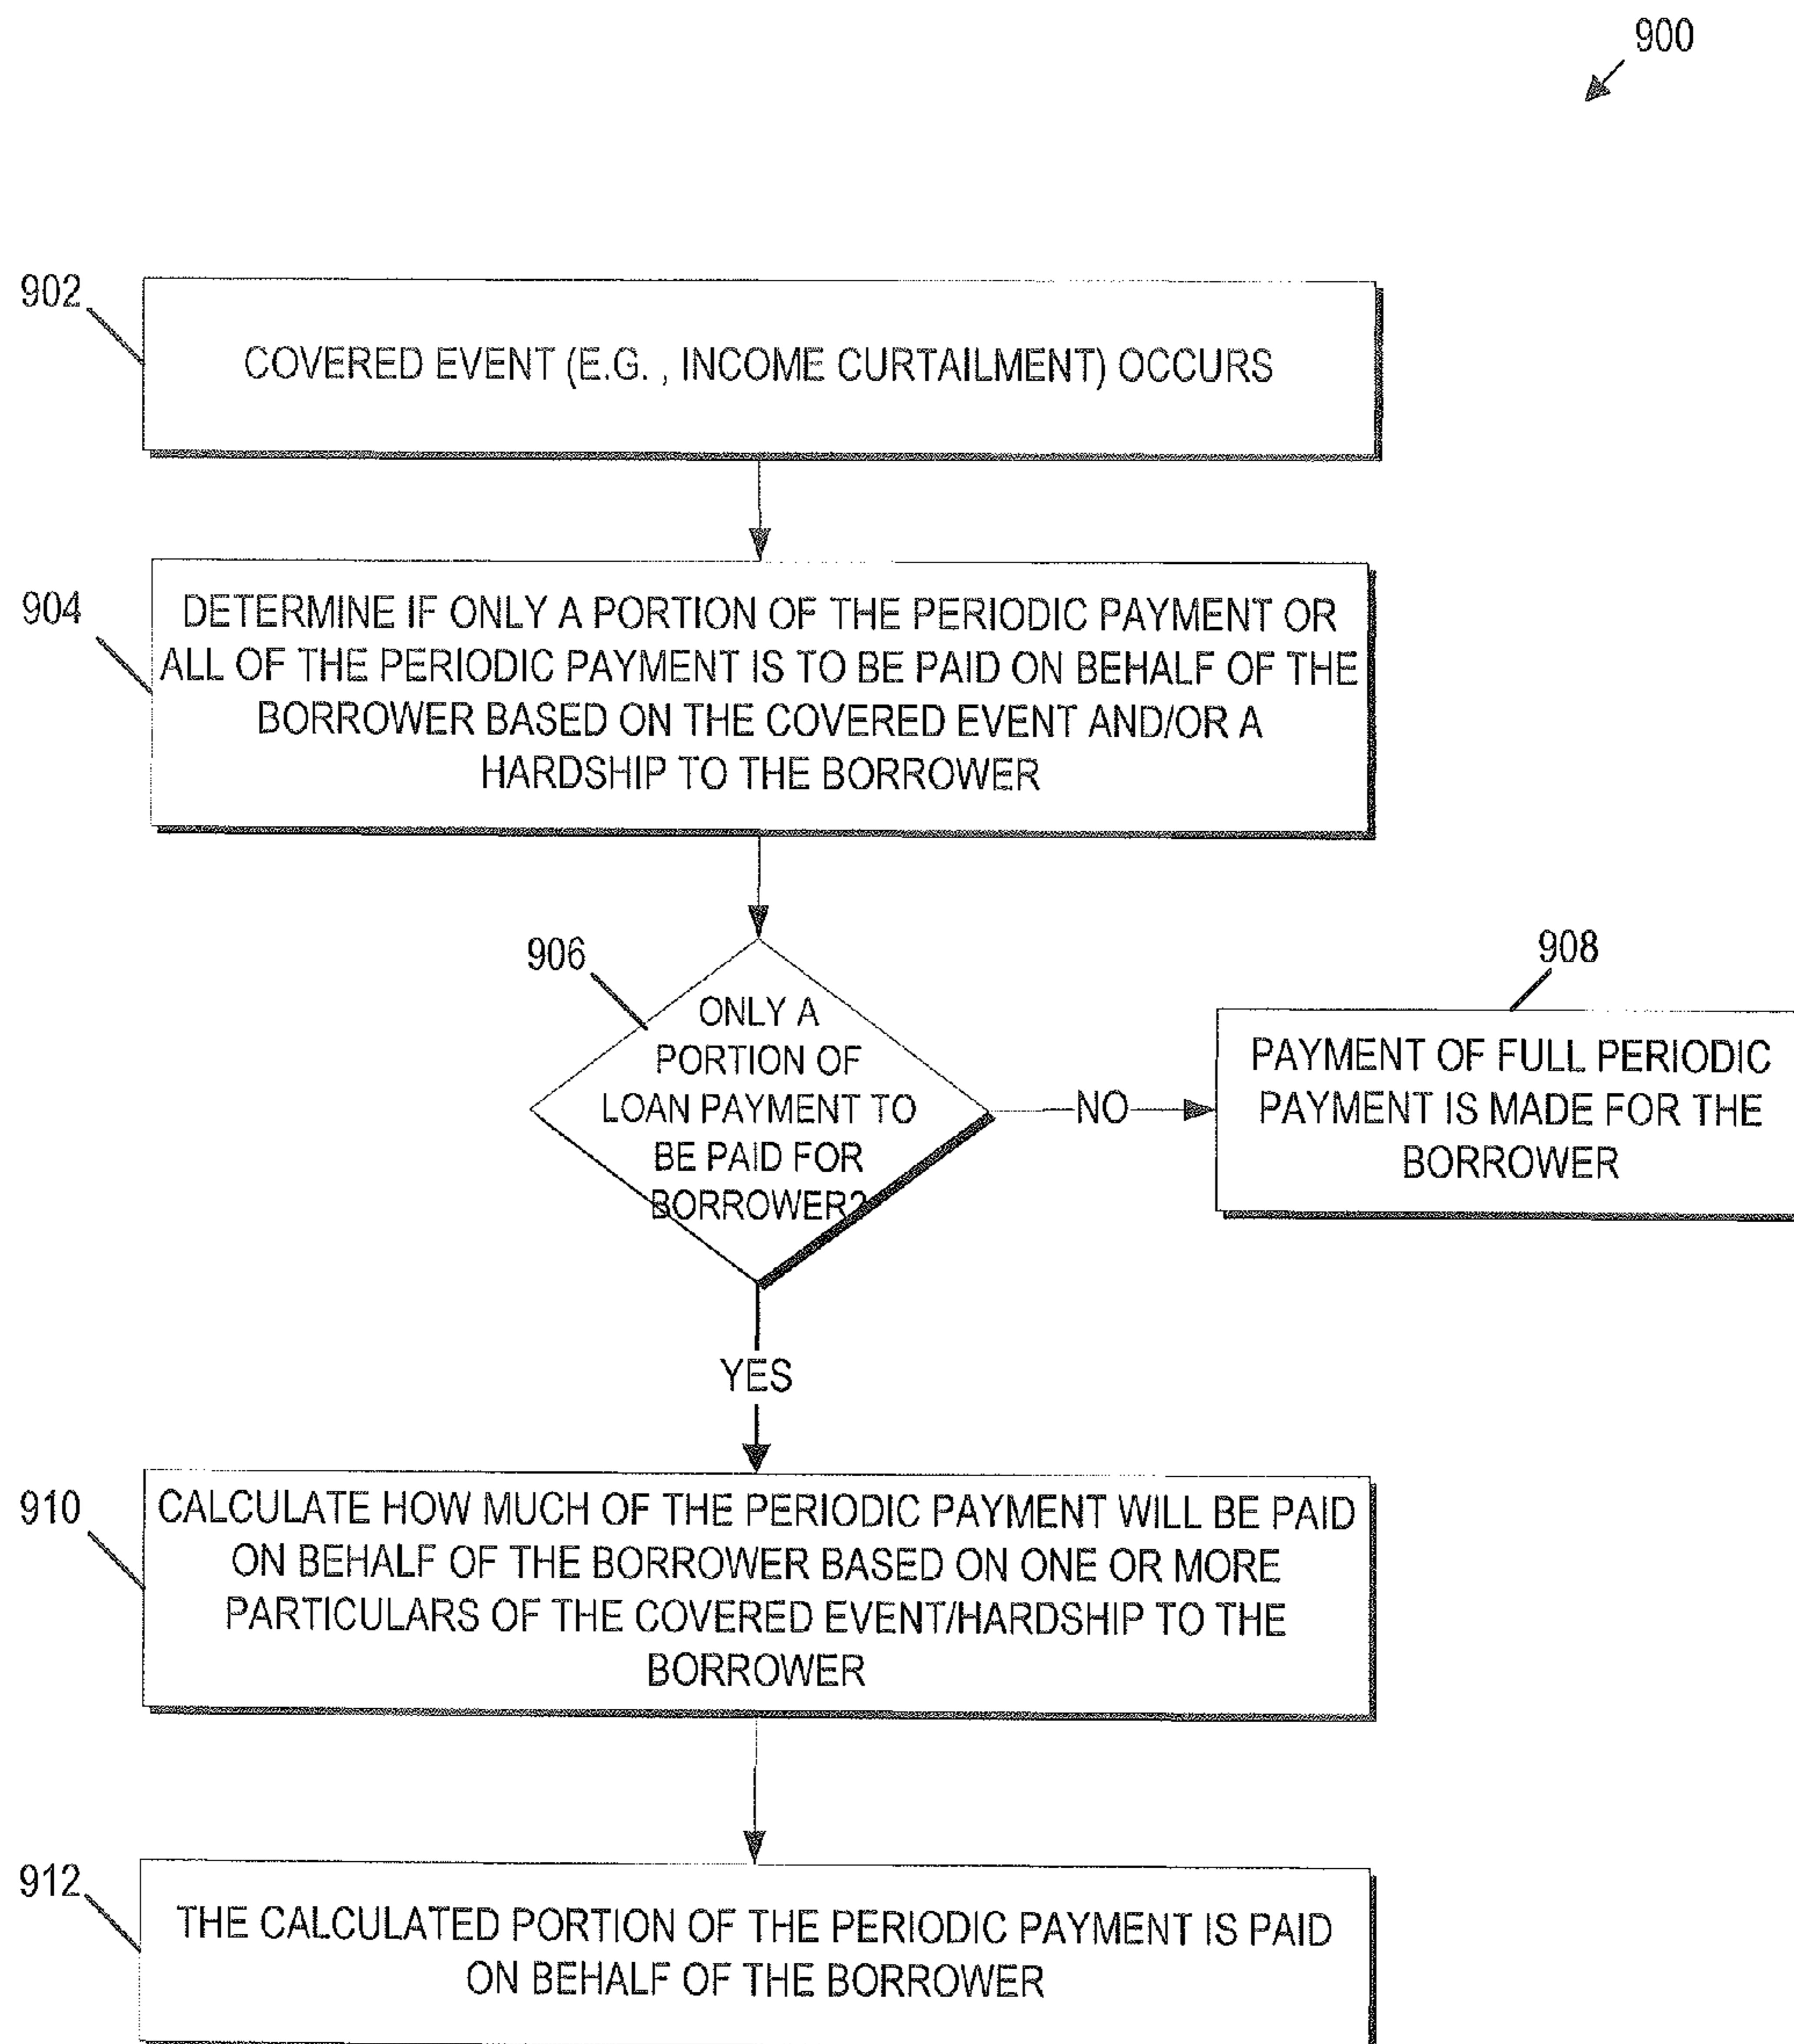 900
902
COVERED EVENT (E.G. , INCOME CURTAILMENT) OCCURS
904
DETERMINE IF ONLY A PORTION OF THE PERIODIC PAYMENT OR
ALL OF THE PERIODIC PAYMENT IS TO BE PAID ON BEHALF OF THE
BORROWER BASED ON THE COVERED EVENT AND/OR A
HARDSHIP TO THE BORROWER
906
ONLY A
PORTION OF
LOAN PAYMENT TO
BE PAID FOR
BORROWER?
NO
908
PAYMENT OF FULL PERIODIC
PAYMENT IS MADE FOR THE
BORROWER
YES
910
CALCULATE HOW MUCH OF THE PERIODIC PAYMENT WILL BE PAID
ON BEHALF OF THE BORROWER BASED ON ONE OR MORE
PARTICULARS OF THE COVERED EVENT/HARDSHIP TO THE
BORROWER
912
THE CALCULATED PORTION OF THE PERIODIC PAYMENT IS PAID
ON BEHALF OF THE BORROWER